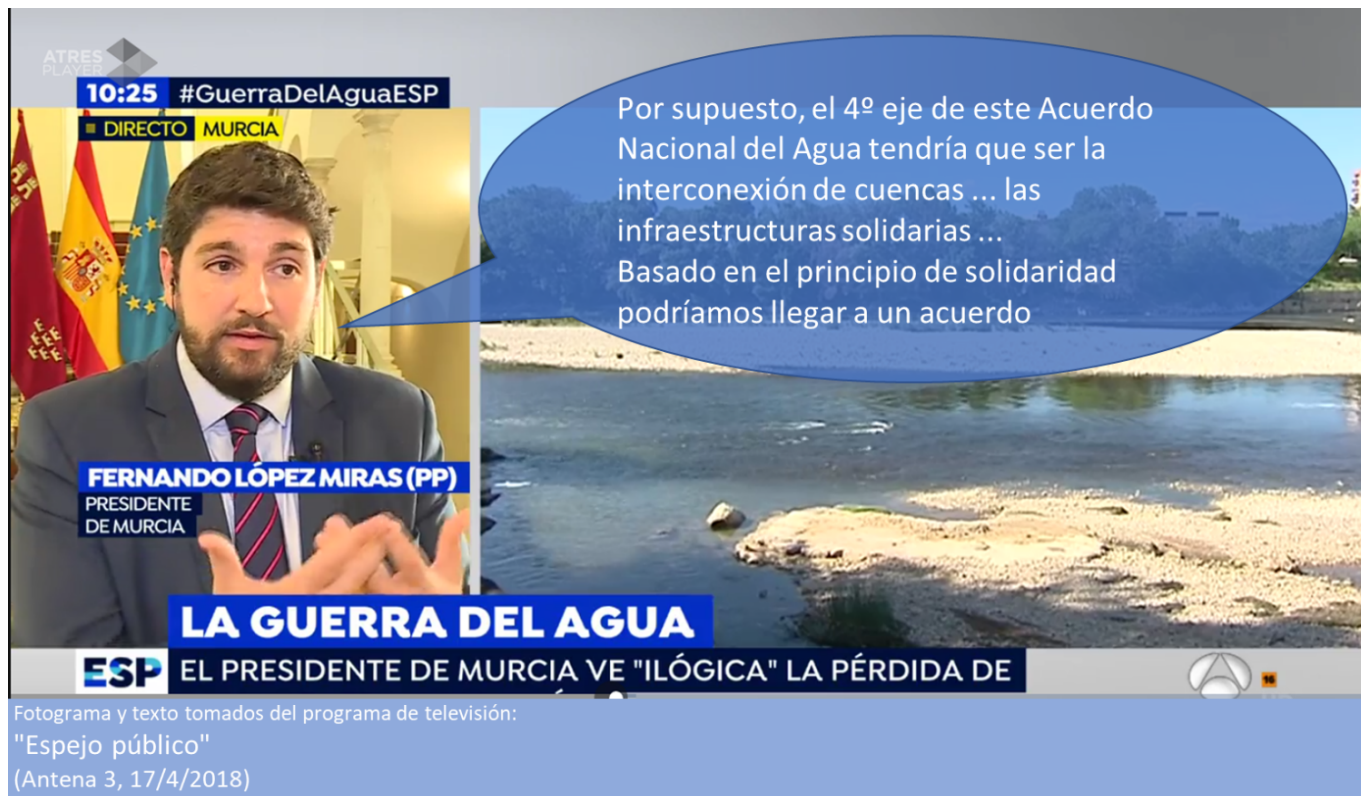 ATRES
PLAYER
10:25 #GuerraDelAguaESP
DIRECTO MURCIA
Por supuesto, el 4º eje de este Acuerdo
Nacional del Agua tendría que ser la
interconexión de cuencas ... las
infraestructuras solidarias ...
Basado en el principio de solidaridad
podríamos llegar a un acuerdo
FERNANDO LÓPEZ MIRAS (PP)
PRESIDENTE
DE MURCIA
LA GUERRA DEL AGUA
ESP EL PRESIDENTE DE MURCIA VE "ILÓGICA" LA PÉRDIDA DE
16
Fotograma y texto tomados del programa de televisión:
"Espejo público"
(Antena 3, 17/4/2018)